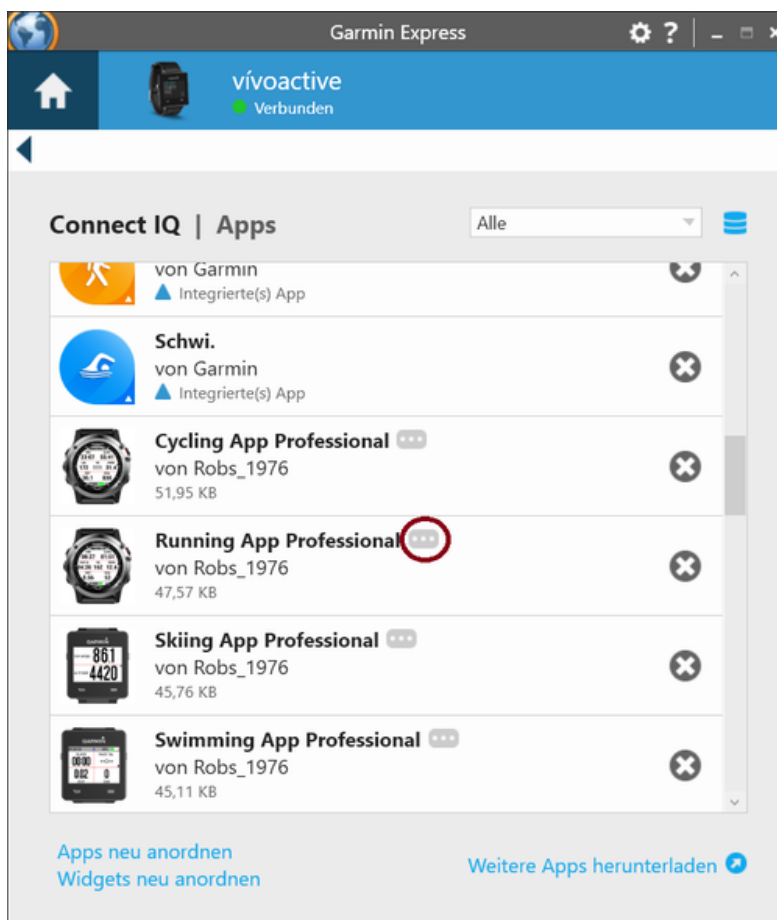 Garmin Express
?
vívoactive
Verbunden
Connect IQ | Apps
Alle
von Garmin
Integrierte(s) App
Schwi.
von Garmin
Integrierte(s) App
Cycling App Professional
von Robs_1976
51,95 KB
Running App Professional
von Robs_1976
47,57 KB
Skiing App Professional
von Robs_1976
45,76 KB
861
4420
Swimming App Professional
von Robs_1976
45,11 KB
Apps neu anordnen
Widgets neu anordnen
Weitere Apps herunterladen